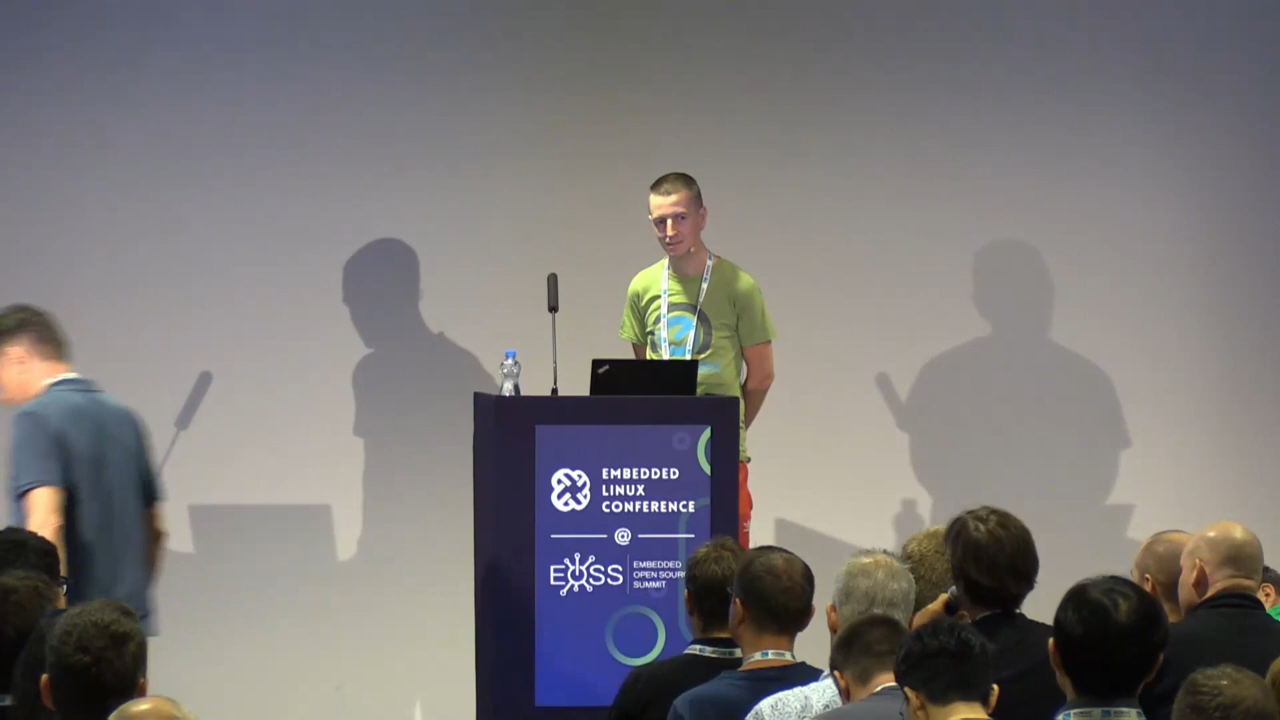 EMBEDDED
LINUX
CONFERENCE
@
EOSS
EMBEDDED
OPEN SOURCE
SUMMIT